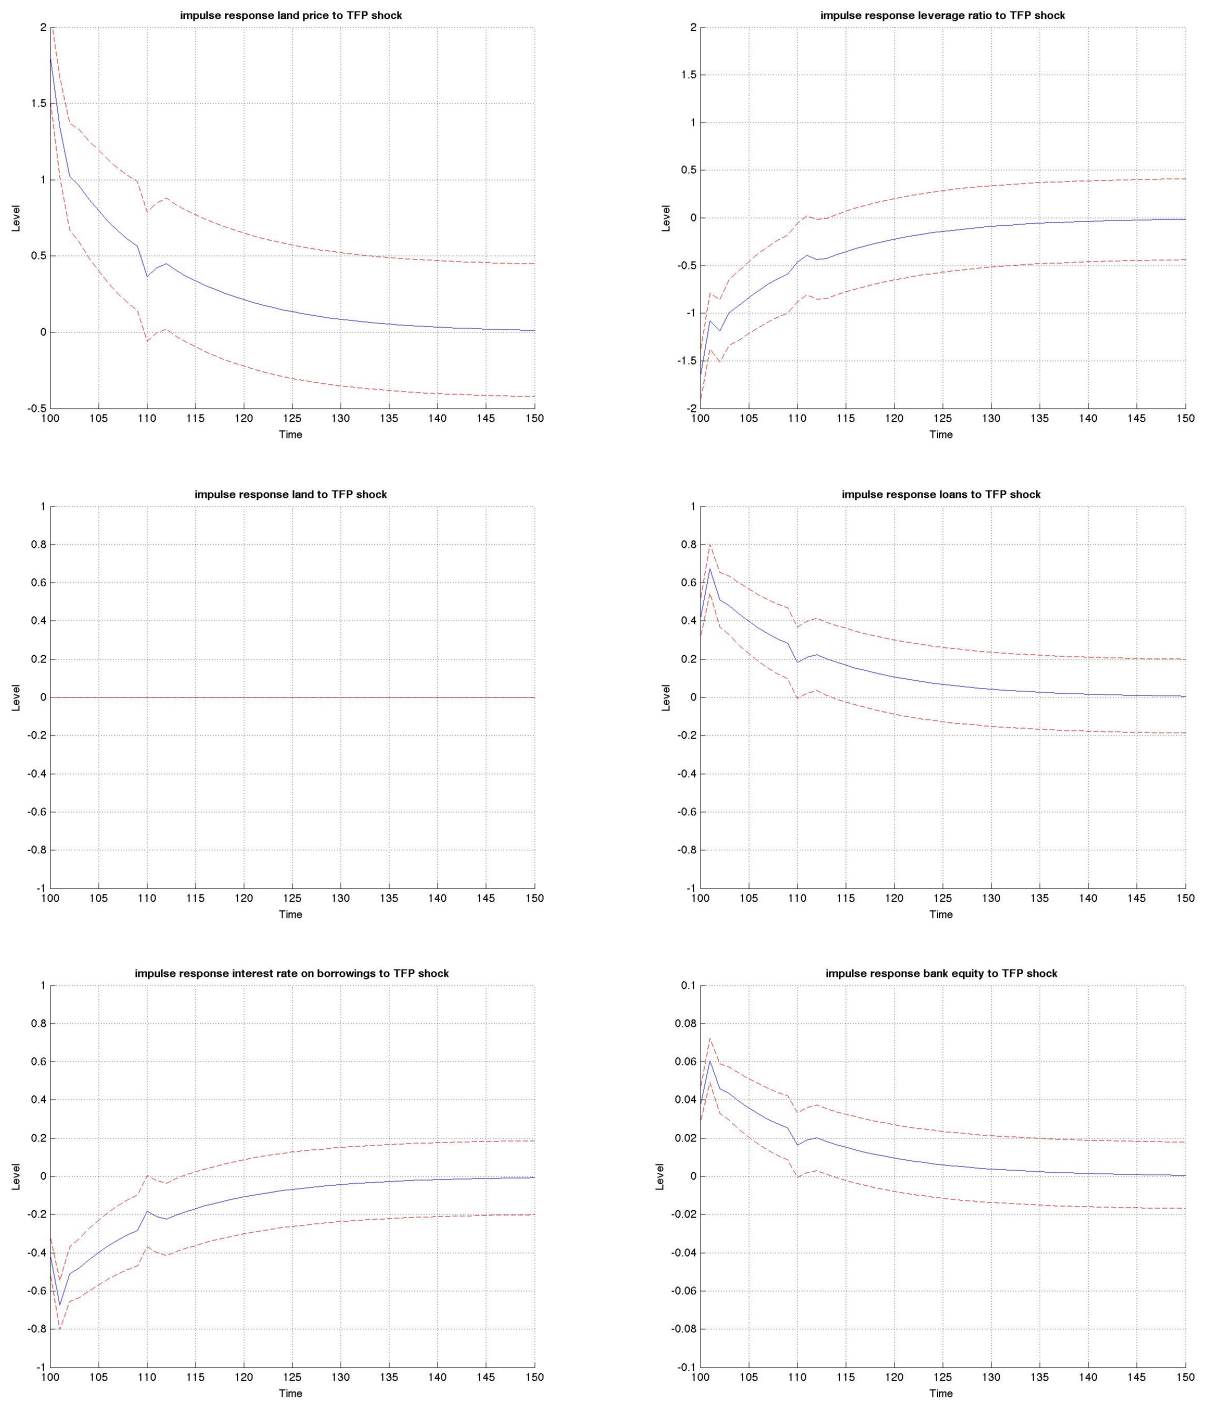 impulse response land price to TFP shock
2
1.5
1
0.5
0
-0.5
Level
100 105 110 115 120 125 130 135 140 145 150
Time
impulse response leverage ratio to TFP shock
2
1.5
1
0.5
0
-0.5
-1
-1.5
-2
Level
100 105 110 115 120 125 130 135 140 145 150
Time
impulse response land to TFP shock
1
0.8
0.6
0.4
0.2
0
-0.2
-0.4
-0.6
-0.8
-1
Level
100 105 110 115 120 125 130 135 140 145 150
Time
impulse response loans to TFP shock
1
0.8
0.6
0.4
0.2
0
-0.2
-0.4
-0.6
-0.8
-1
Level
100 105 110 115 120 125 130 135 140 145 150
Time
impulse response interest rate on borrowings to TFP shock
1
0.8
0.6
0.4
0.2
0
-0.2
-0.4
-0.6
-0.8
-1
Level
100 105 110 115 120 125 130 135 140 145 150
Time
impulse response bank equity to TFP shock
0.1
0.08
0.06
0.04
0.02
0
-0.02
-0.04
-0.06
-0.08
-0.1
Level
100 105 110 115 120 125 130 135 140 145 150
Time